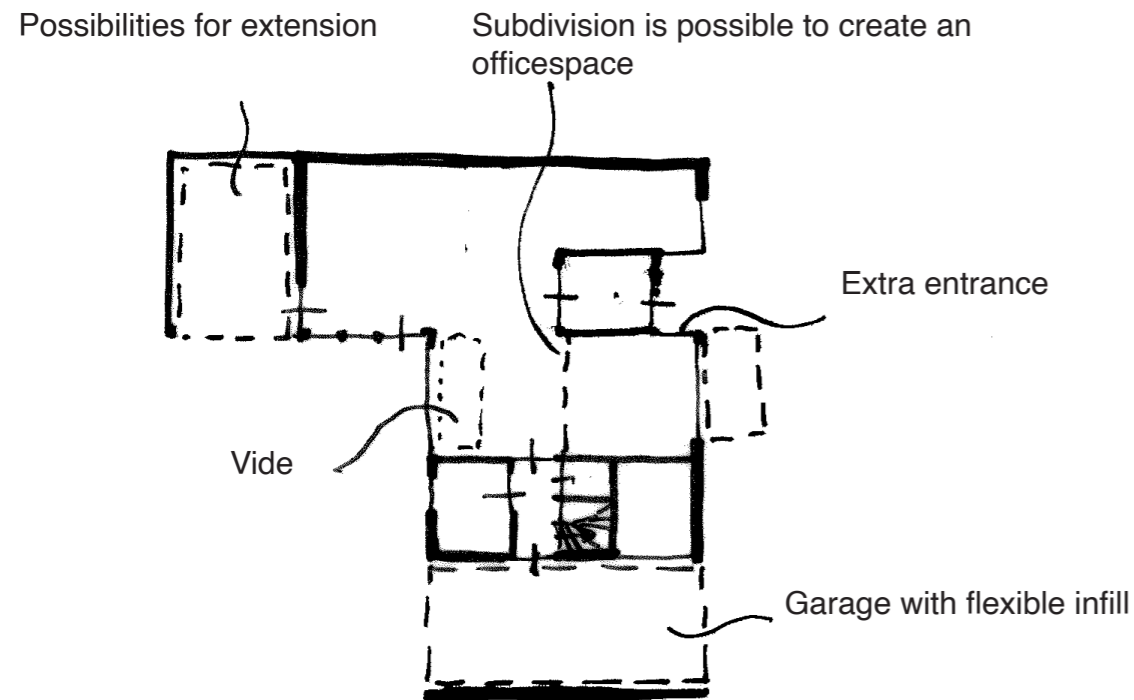 Possibilities for extension
Subdivision is possible to create an
officespace
Extra entrance
Vide
Garage with flexible infill